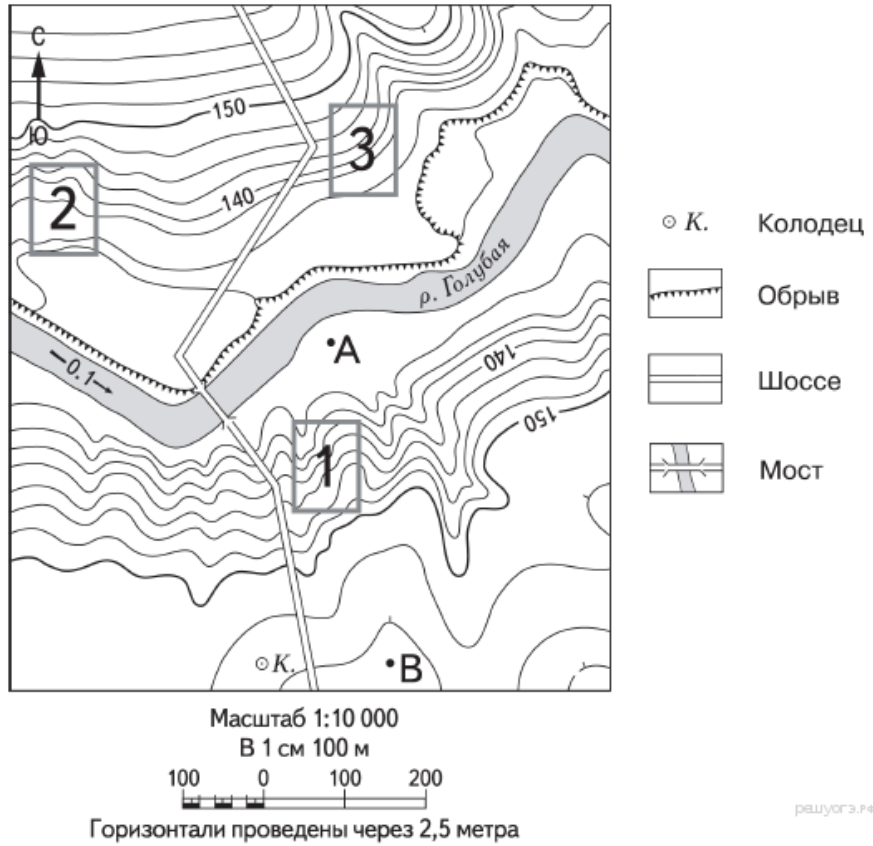 С
Ю
150
3
2
140
р. Голубая
0.1
А
140
150
1
К.
В
К. Колодец
Обрыв
Шоссе
Мост
Масштаб 1:10 000
В 1 см 100 м
100 0 100 200
Горизонтали проведены через 2,5 метра
решуогэ.рф